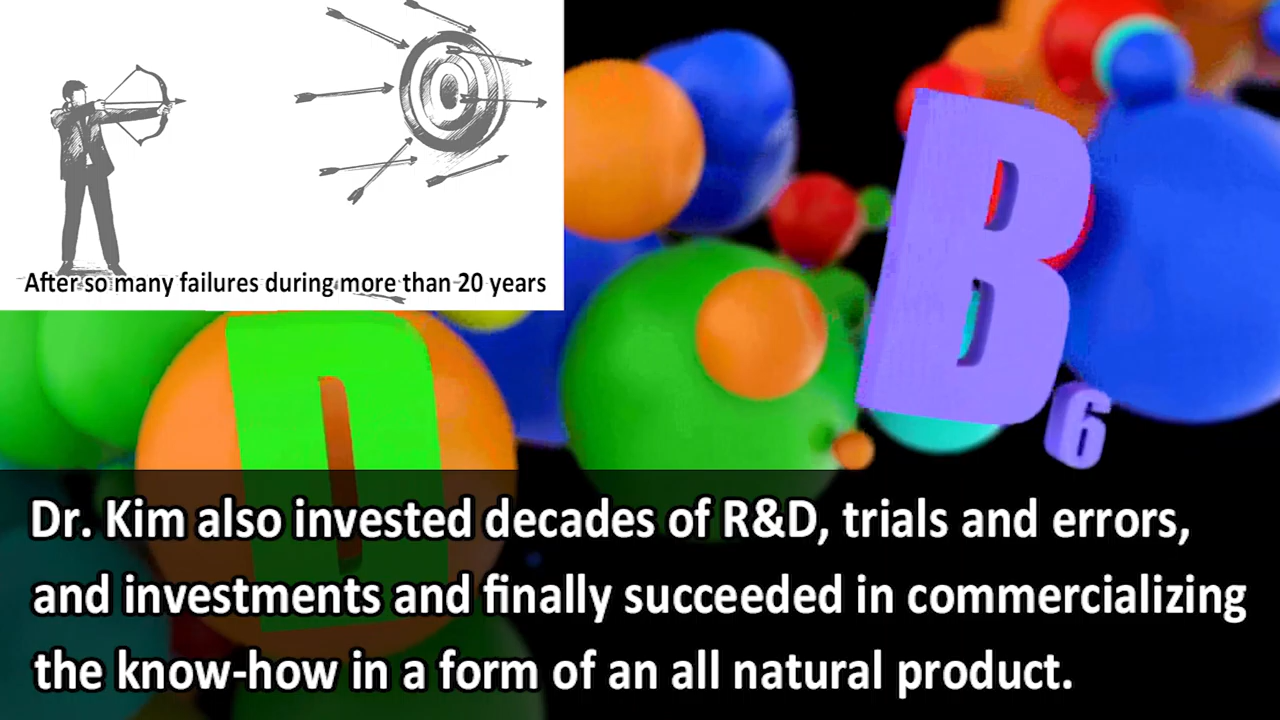 After so many failures during more than 20 years
B
6
D
Dr. Kim also invested decades of R&D, trials and errors,
and investments and finally succeeded in commercializing
the know-how in a form of an all natural product.